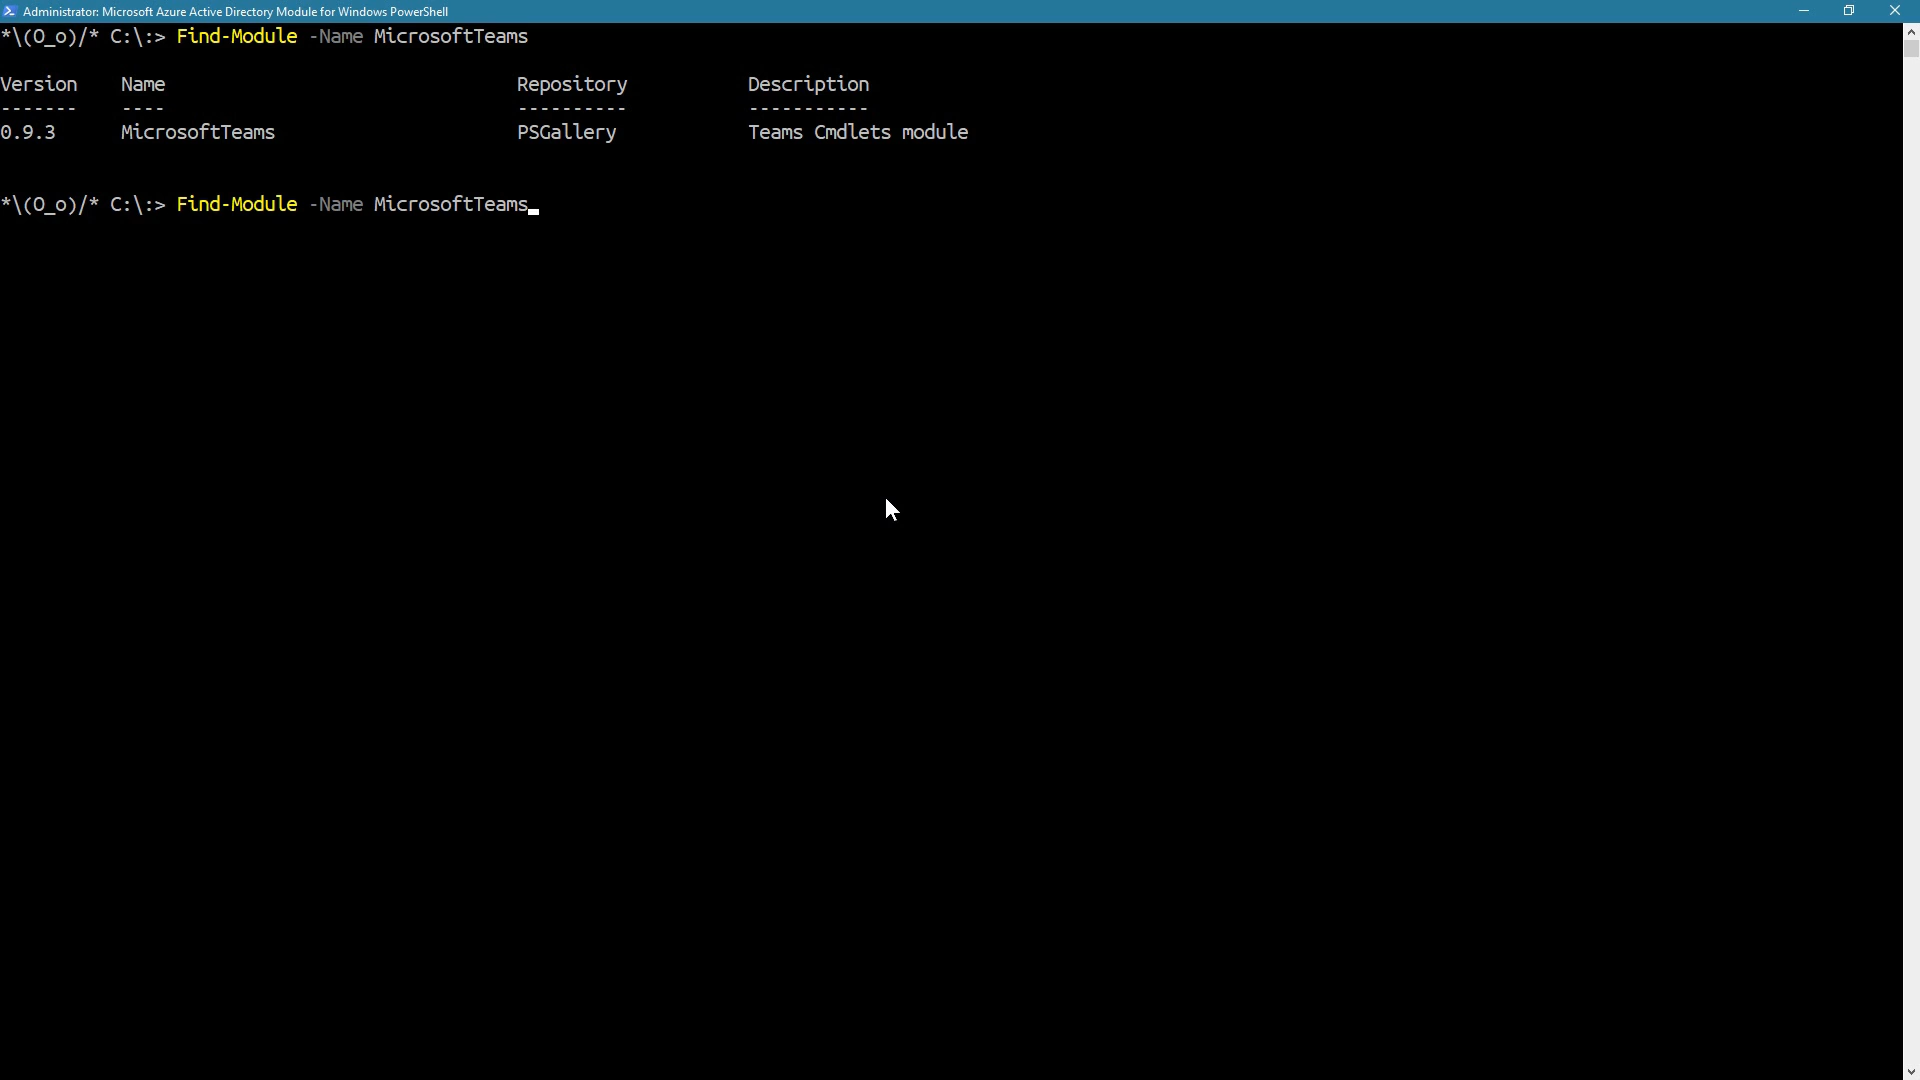 Administrator: Microsoft Azure Active Directory Module for Windows PowerShell
*\(O_o)/* C:\:> Find-Module -Name MicrosoftTeams
Version Name Repository Description
------- ---- ---------- -----------
0.9.3 MicrosoftTeams PSGallery Teams Cmdlets module
*\(O_o)/* C:\:> Find-Module -Name MicrosoftTeams_